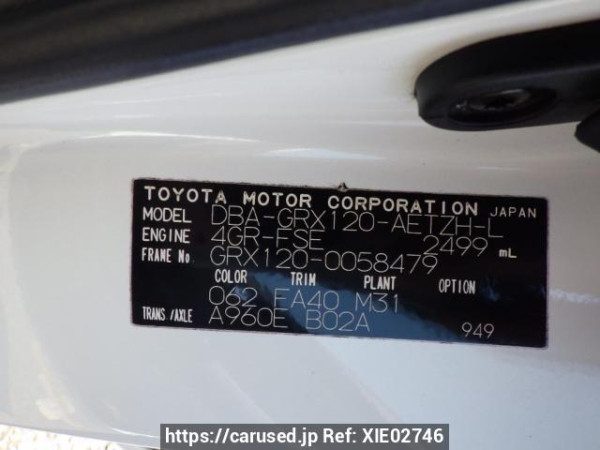 TOYOTA MOTOR CORPORATION JAPAN
MODEL DBA-GRX120-AETZH-L
ENGINE 4GR-FSE 2499 mL
FRAME No GRX120-0058479
COLOR TRIM PLANT OPTION
062 EA40 M31
TRANS/AXLE A960E B02A 949
https://carused.jp Ref: XIE02746